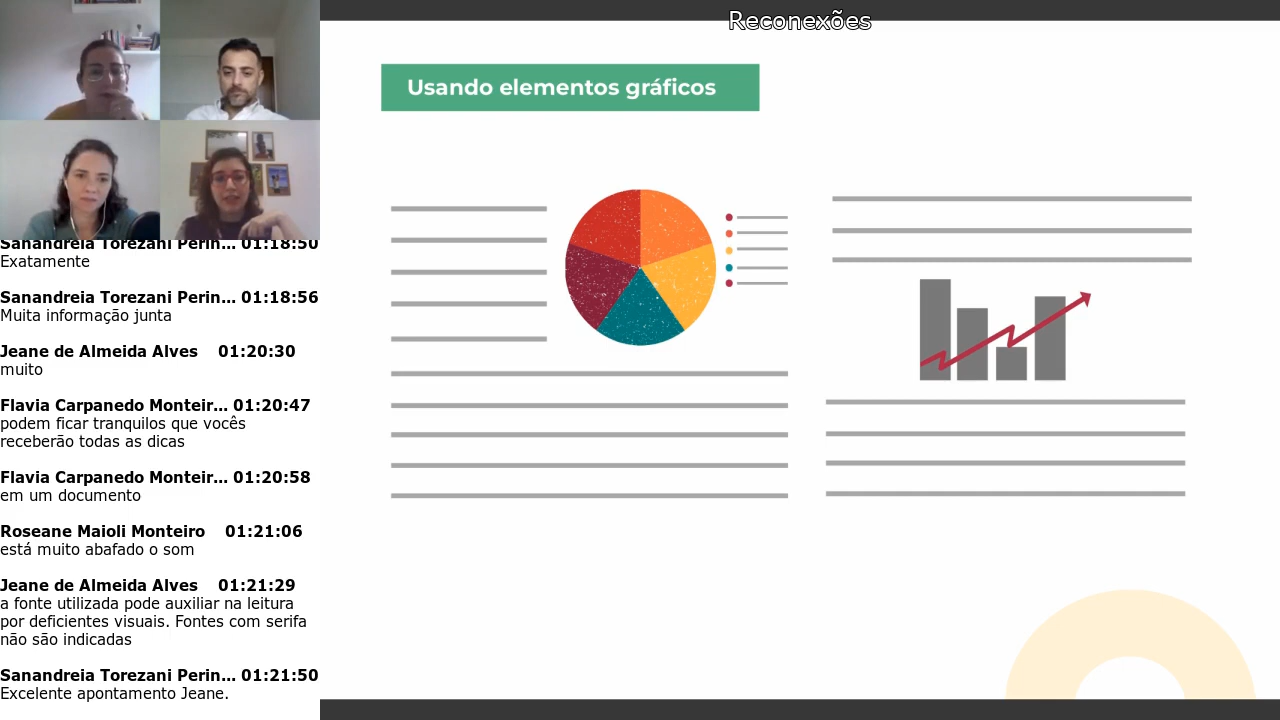 Reconexões
Usando elementos gráficos
Sanandreia Torezani Perin... 01:18:50
Exatamente
Sanandreia Torezani Perin... 01:18:56
Muita informação junta
Jeane de Almeida Alves 01:20:30
muito
Flavia Carpanedo Monteir... 01:20:47
podem ficar tranquilos que vocês
receberão todas as dicas
Flavia Carpanedo Monteir... 01:20:58
em um documento
Roseane Maioli Monteiro 01:21:06
está muito abafado o som
Jeane de Almeida Alves 01:21:29
a fonte utilizada pode auxiliar na leitura
por deficientes visuais. Fontes com serifa
não são indicadas
Sanandreia Torezani Perin... 01:21:50
Excelente apontamento Jeane.